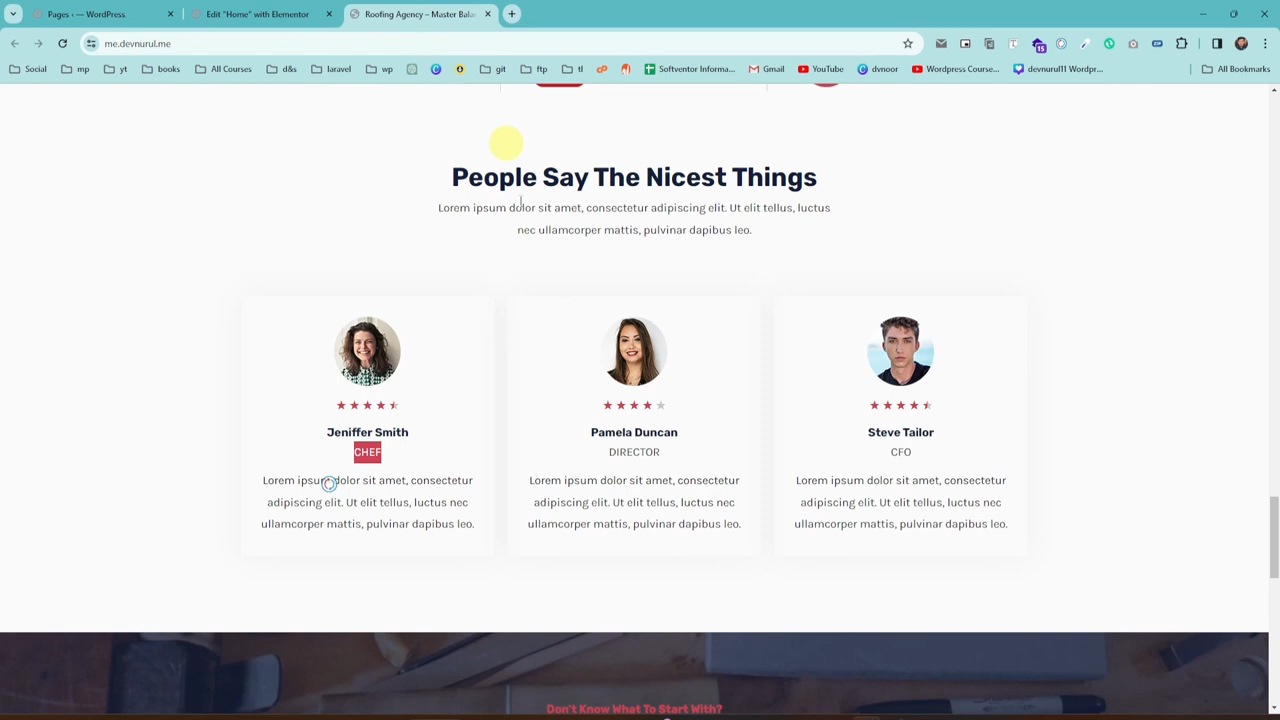 Pages ‹ — WordPress
Edit "Home" with Elementor
Roofing Agency – Master Bala
me.devnurul.me
15
Social
mp
yt
books
All Courses
d&s
laravel
wp
git
ftp
tl
Softventor Informa...
Gmail
YouTube
dvnoor
Wordpress Course...
devnurul11 Wordpr...
All Bookmarks
People Say The Nicest Things
Lorem ipsum dolor sit amet, consectetur adipiscing elit. Ut elit tellus, luctus
nec ullamcorper mattis, pulvinar dapibus leo.
Jeniffer Smith
CHEF
Lorem ipsum dolor sit amet, consectetur
adipiscing elit. Ut elit tellus, luctus nec
ullamcorper mattis, pulvinar dapibus leo.
Pamela Duncan
DIRECTOR
Lorem ipsum dolor sit amet, consectetur
adipiscing elit. Ut elit tellus, luctus nec
ullamcorper mattis, pulvinar dapibus leo.
Steve Tailor
CFO
Lorem ipsum dolor sit amet, consectetur
adipiscing elit. Ut elit tellus, luctus nec
ullamcorper mattis, pulvinar dapibus leo.
Don't Know What To Start With?